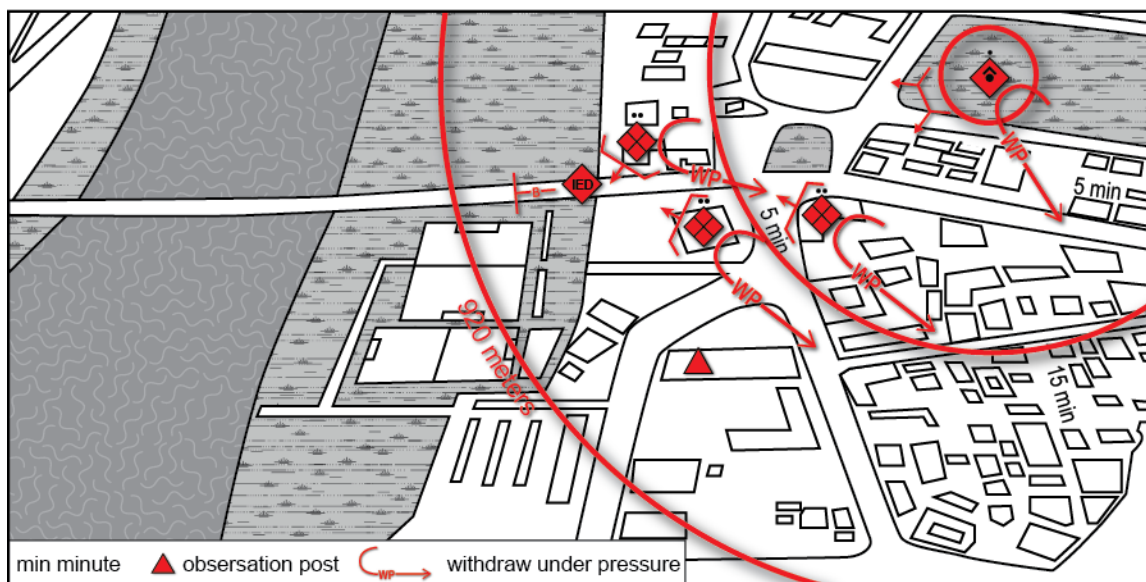 IED
B
WP
WP
WP
WP
5 min
5 min
920 meters
15 min
min minute
obsersation post
WP
withdraw under pressure